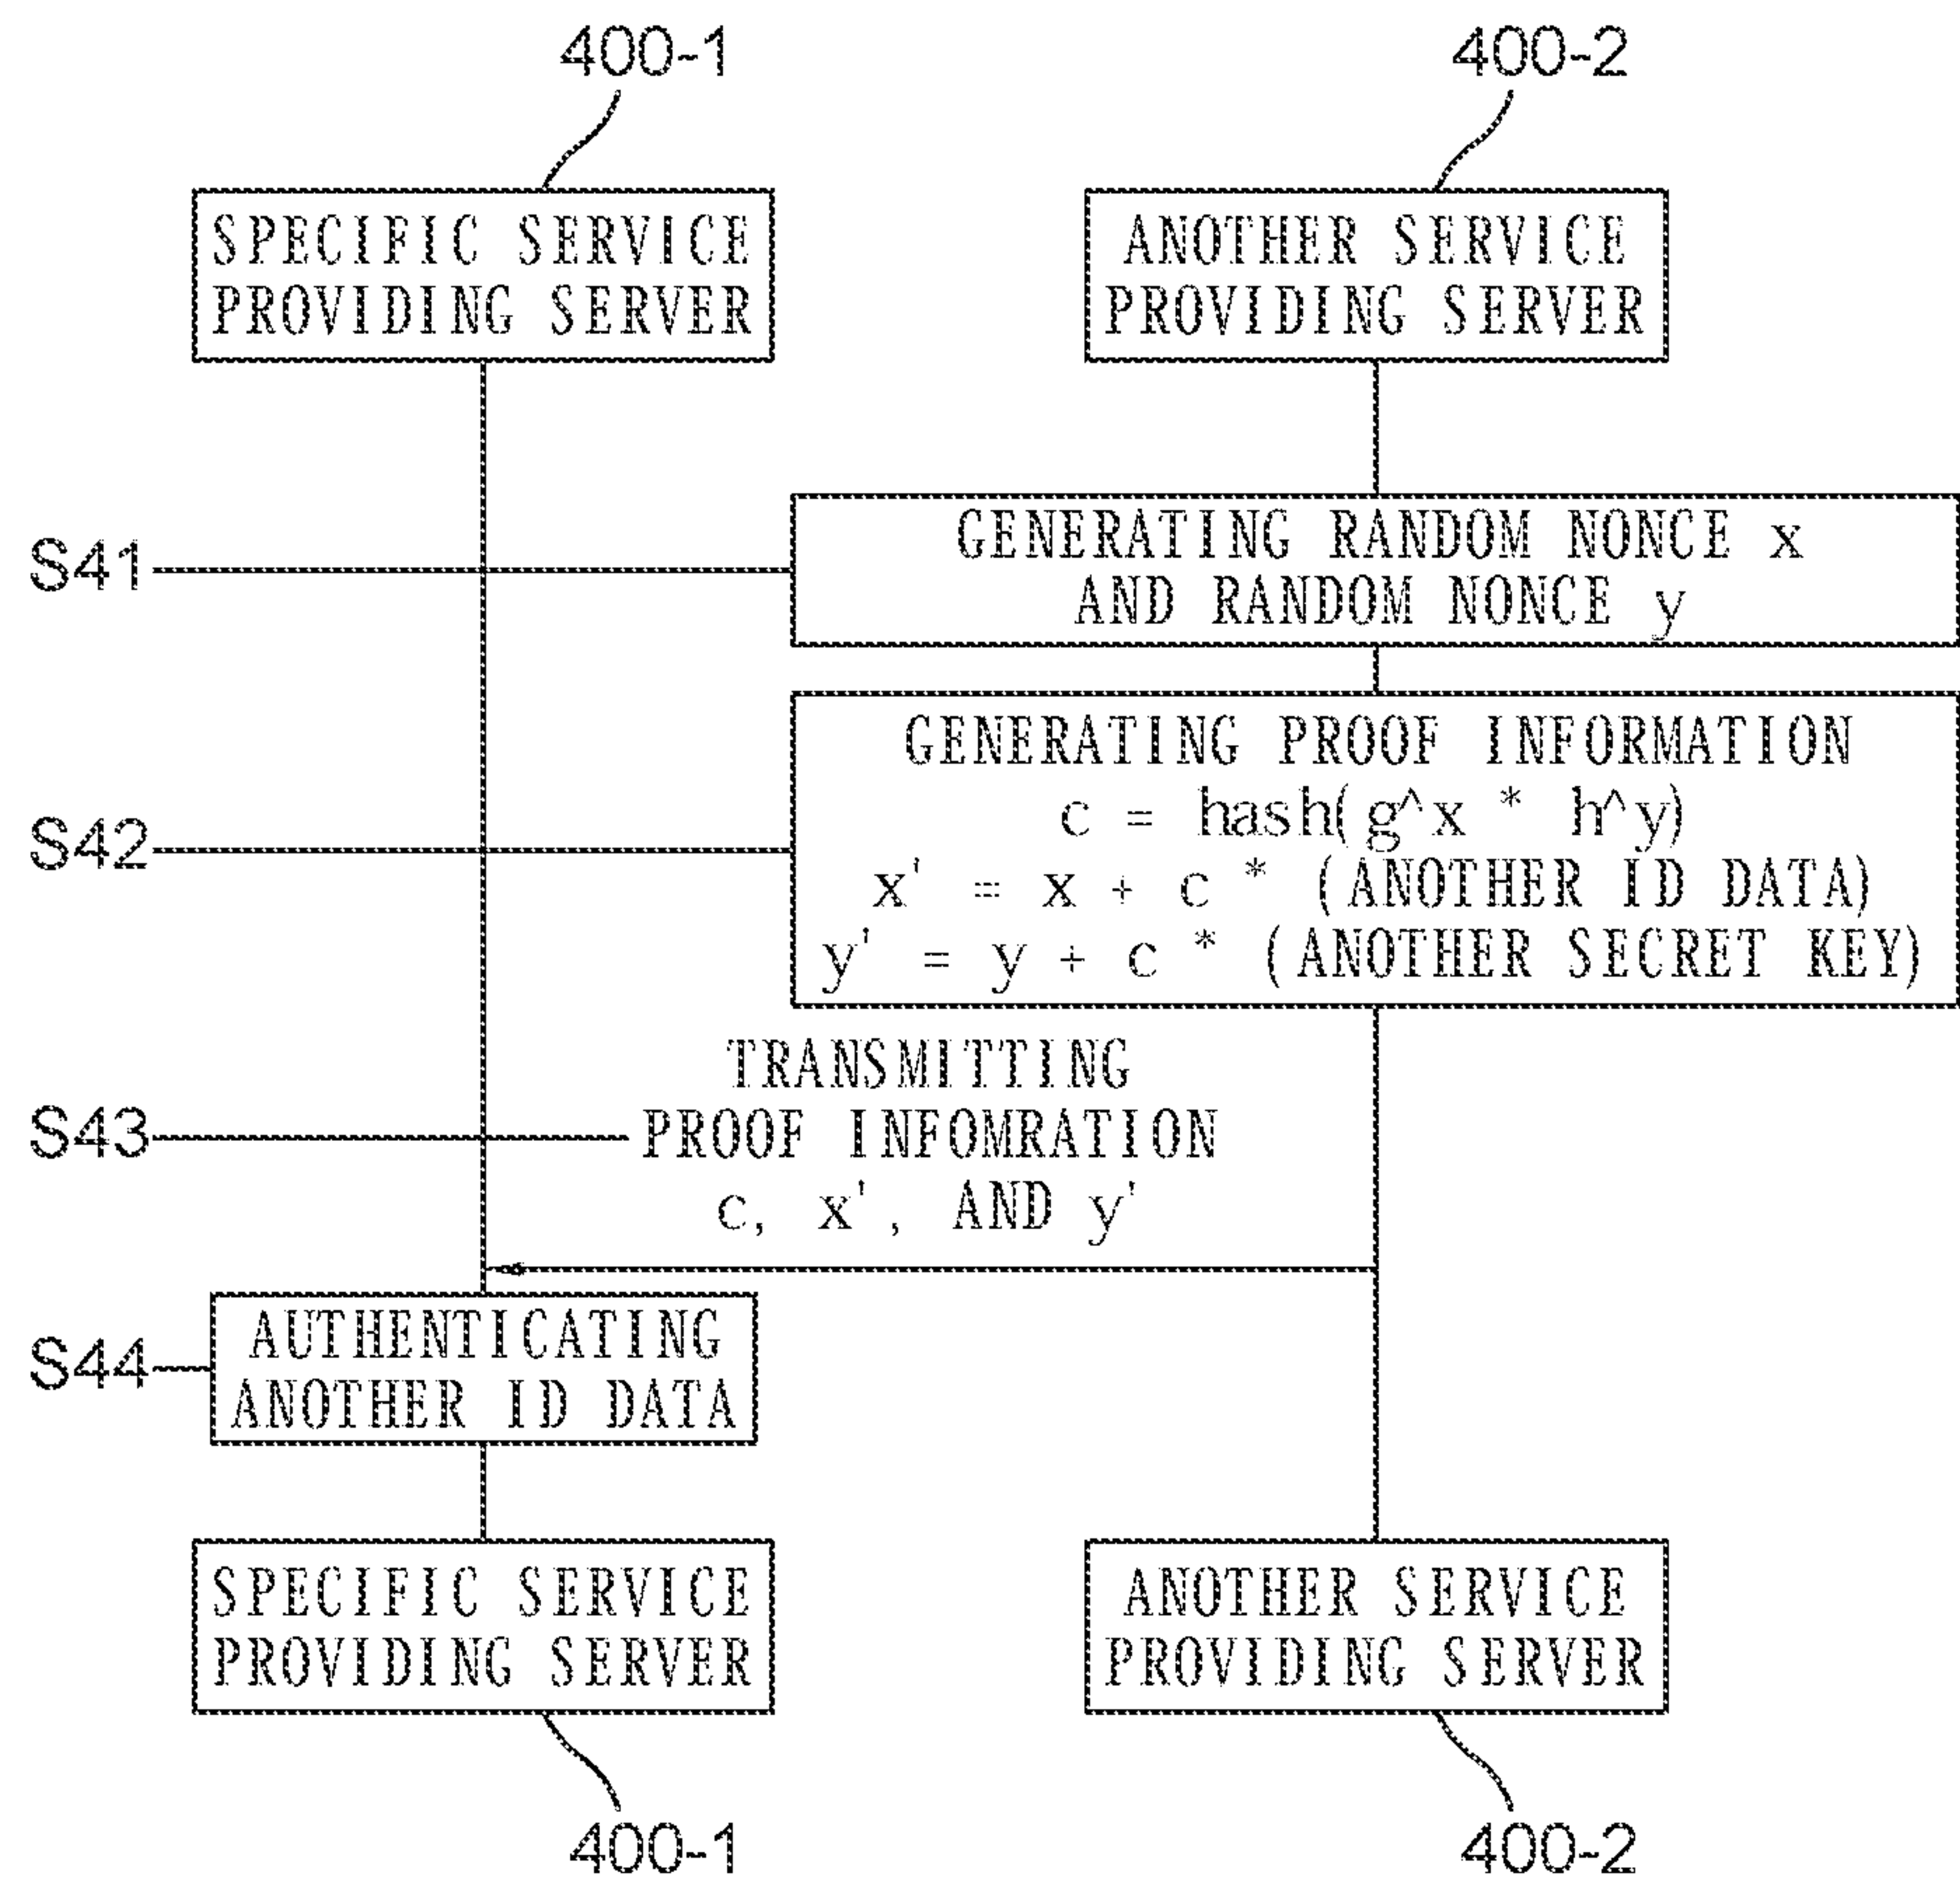 400-1
400-2
SPECIFIC SERVICE
PROVIDING SERVER
ANOTHER SERVICE
PROVIDING SERVER
S41
GENERATING RANDOM NONCE x
AND RANDOM NONCE y
S42
GENERATING PROOF INFORMATION
c = hash(g^x * h^y)
x' = x + c * (ANOTHER ID DATA)
y' = y + c * (ANOTHER SECRET KEY)
S43
TRANSMITTING
PROOF INFOMRATION
c, x', AND y'
S44
AUTHENTICATING
ANOTHER ID DATA
SPECIFIC SERVICE
PROVIDING SERVER
ANOTHER SERVICE
PROVIDING SERVER
400-1
400-2